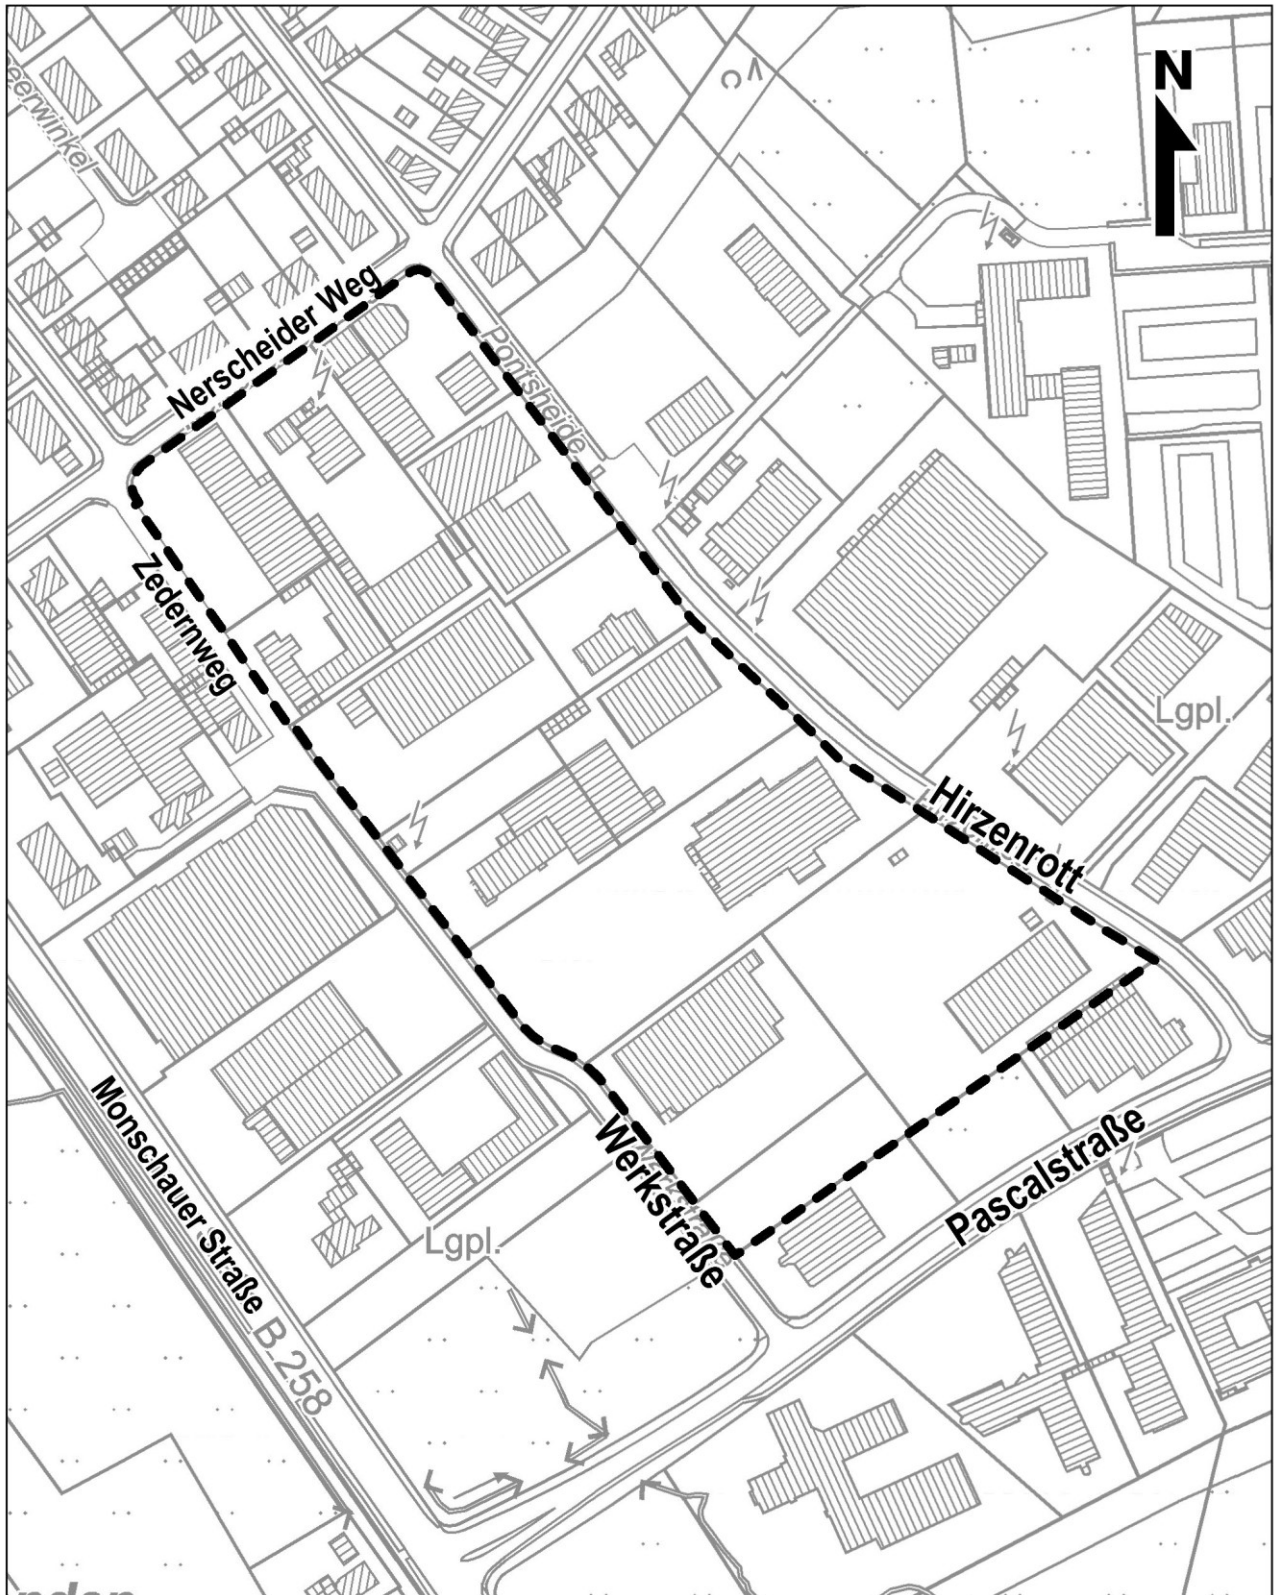 N
Nerscheider Weg
Pontsheide
Zedernweg
Lgpl.
Hirzenrott
Monschauer Straße
B 258
Werkstraße
Pascalstraße
Lgpl.